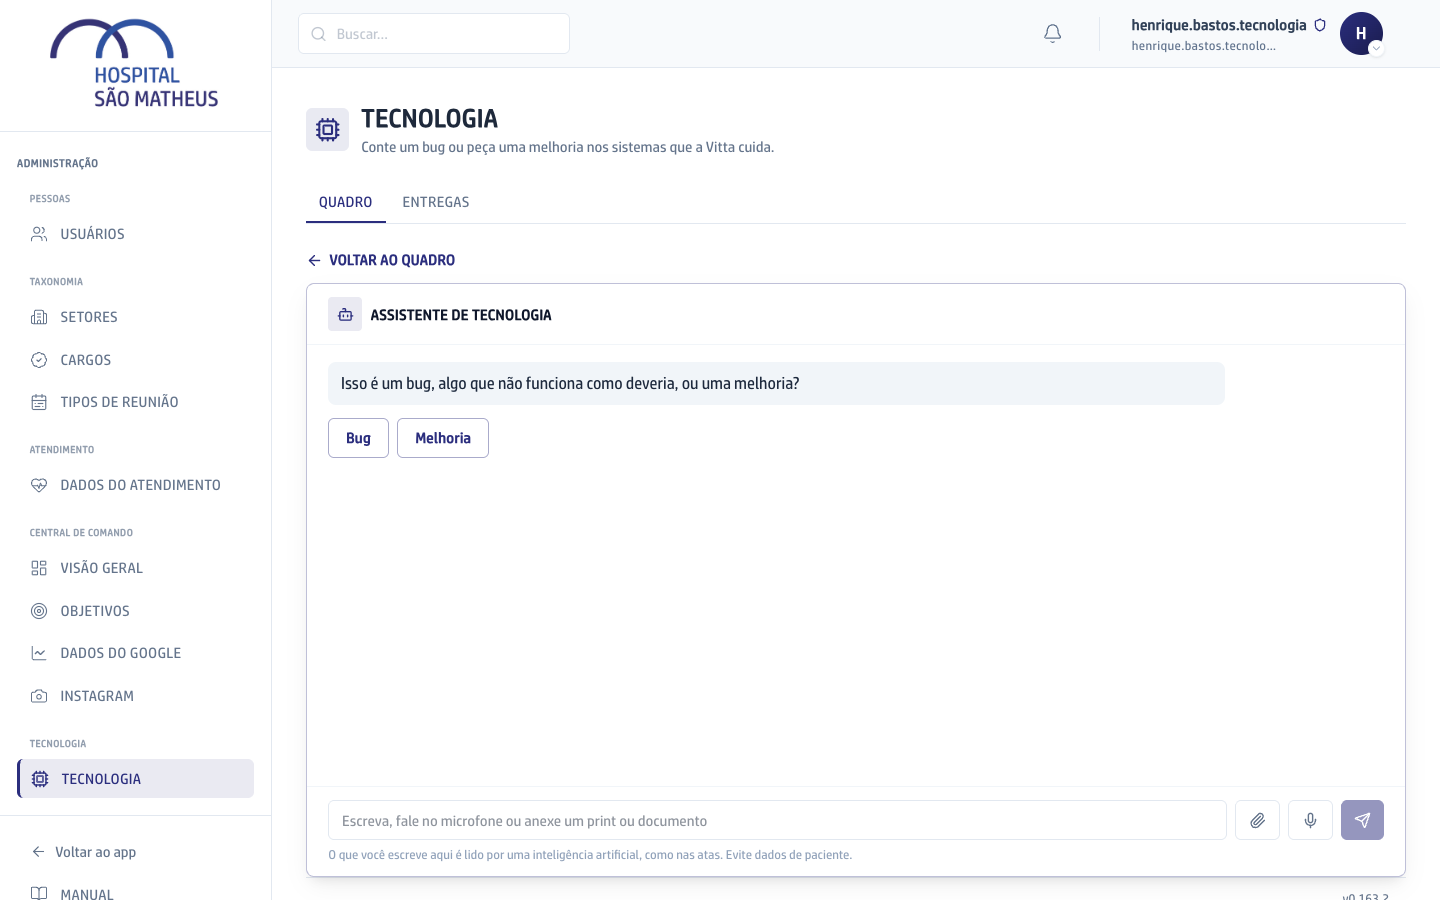 HOSPITAL
SÃO MATHEUS
Buscar...
henrique.bastos.tecnologia
henrique.bastos.tecnolo...
H
ADMINISTRAÇÃO
PESSOAS
USUÁRIOS
TAXONOMIA
SETORES
CARGOS
TIPOS DE REUNIÃO
ATENDIMENTO
DADOS DO ATENDIMENTO
CENTRAL DE COMANDO
VISÃO GERAL
OBJETIVOS
DADOS DO GOOGLE
INSTAGRAM
TECNOLOGIA
TECNOLOGIA
Voltar ao app
MANUAL
TECNOLOGIA
Conte um bug ou peça uma melhoria nos sistemas que a Vitta cuida.
QUADRO
ENTREGAS
VOLTAR AO QUADRO
ASSISTENTE DE TECNOLOGIA
Isso é um bug, algo que não funciona como deveria, ou uma melhoria?
Bug
Melhoria
Escreva, fale no microfone ou anexe um print ou documento
O que você escreve aqui é lido por uma inteligência artificial, como nas atas. Evite dados de paciente.
v0.163.2